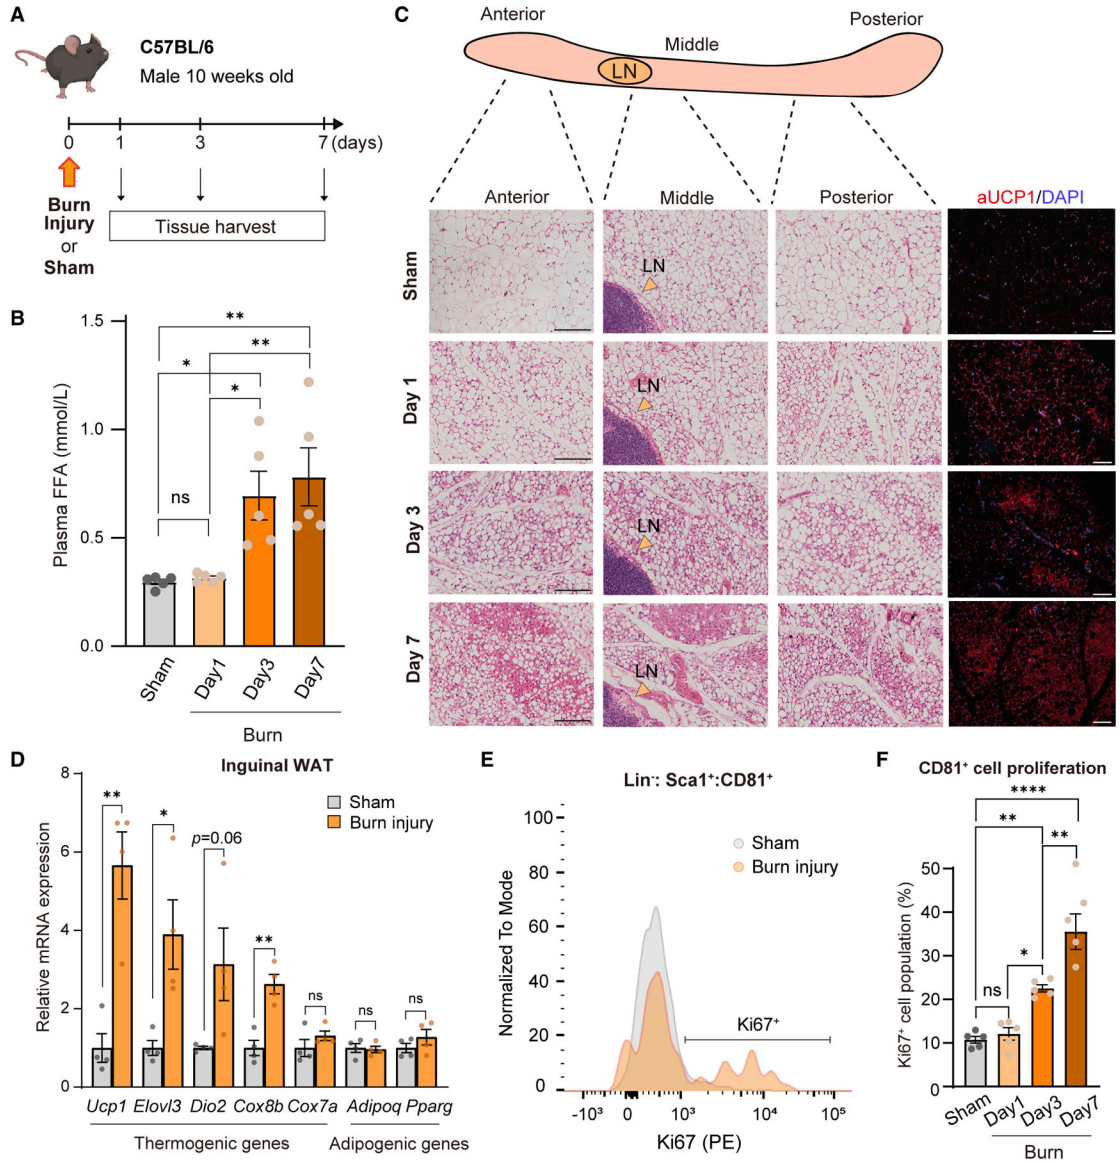 A
C57BL/6
Male 10 weeks old
0 1 3 7 (days)
Burn
Injury
or
Sham
Tissue harvest
B
Plasma FFA (mmol/L)
1.5
1.0
0.5
0.0
**
**
*
*
ns
Sham Day1 Day3 Day7
Burn
C
Anterior Middle Posterior
LN
Anterior Middle Posterior aUCP1/DAPI
Sham
LN
Day 1
LN
Day 3
LN
Day 7
LN
D
Inguinal WAT
Sham
Burn injury
Relative mRNA expression
8
6
4
2
0
**
*
p=0.06
**
ns
ns
ns
Ucp1 Elovl3 Dio2 Cox8b Cox7a Adipoq Pparg
Thermogenic genes Adipogenic genes
E
Lin⁻: Sca1⁺:CD81⁺
Sham
Burn injury
Normalized To Mode
100
80
60
40
20
0
Ki67⁺
-10³ 0 10³ 10⁴ 10⁵
Ki67 (PE)
F
CD81⁺ cell proliferation
****
**
**
*
ns
Ki67⁺ cell population (%)
50
40
30
20
10
0
Sham Day1 Day3 Day7
Burn